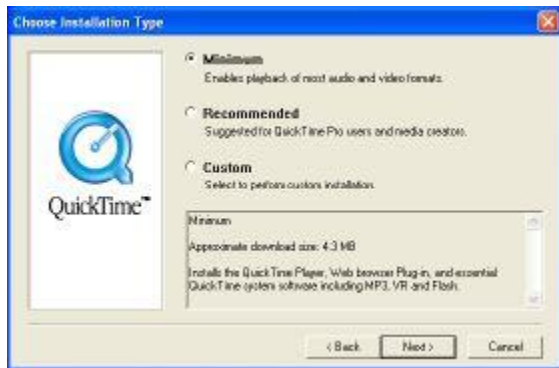 Choose Installation Type
Minimum
Enables playback of most audio and video formats.
Recommended
Suggested for QuickTime Pro users and media creators.
Custom
Select to perform custom installation.
QuickTime™
Minimum
Approximate download size: 4.3 MB
Installs the QuickTime Player, Web browser Plug-in, and essential
QuickTime system software including MP3, VR and Flash.
< Back
Next >
Cancel